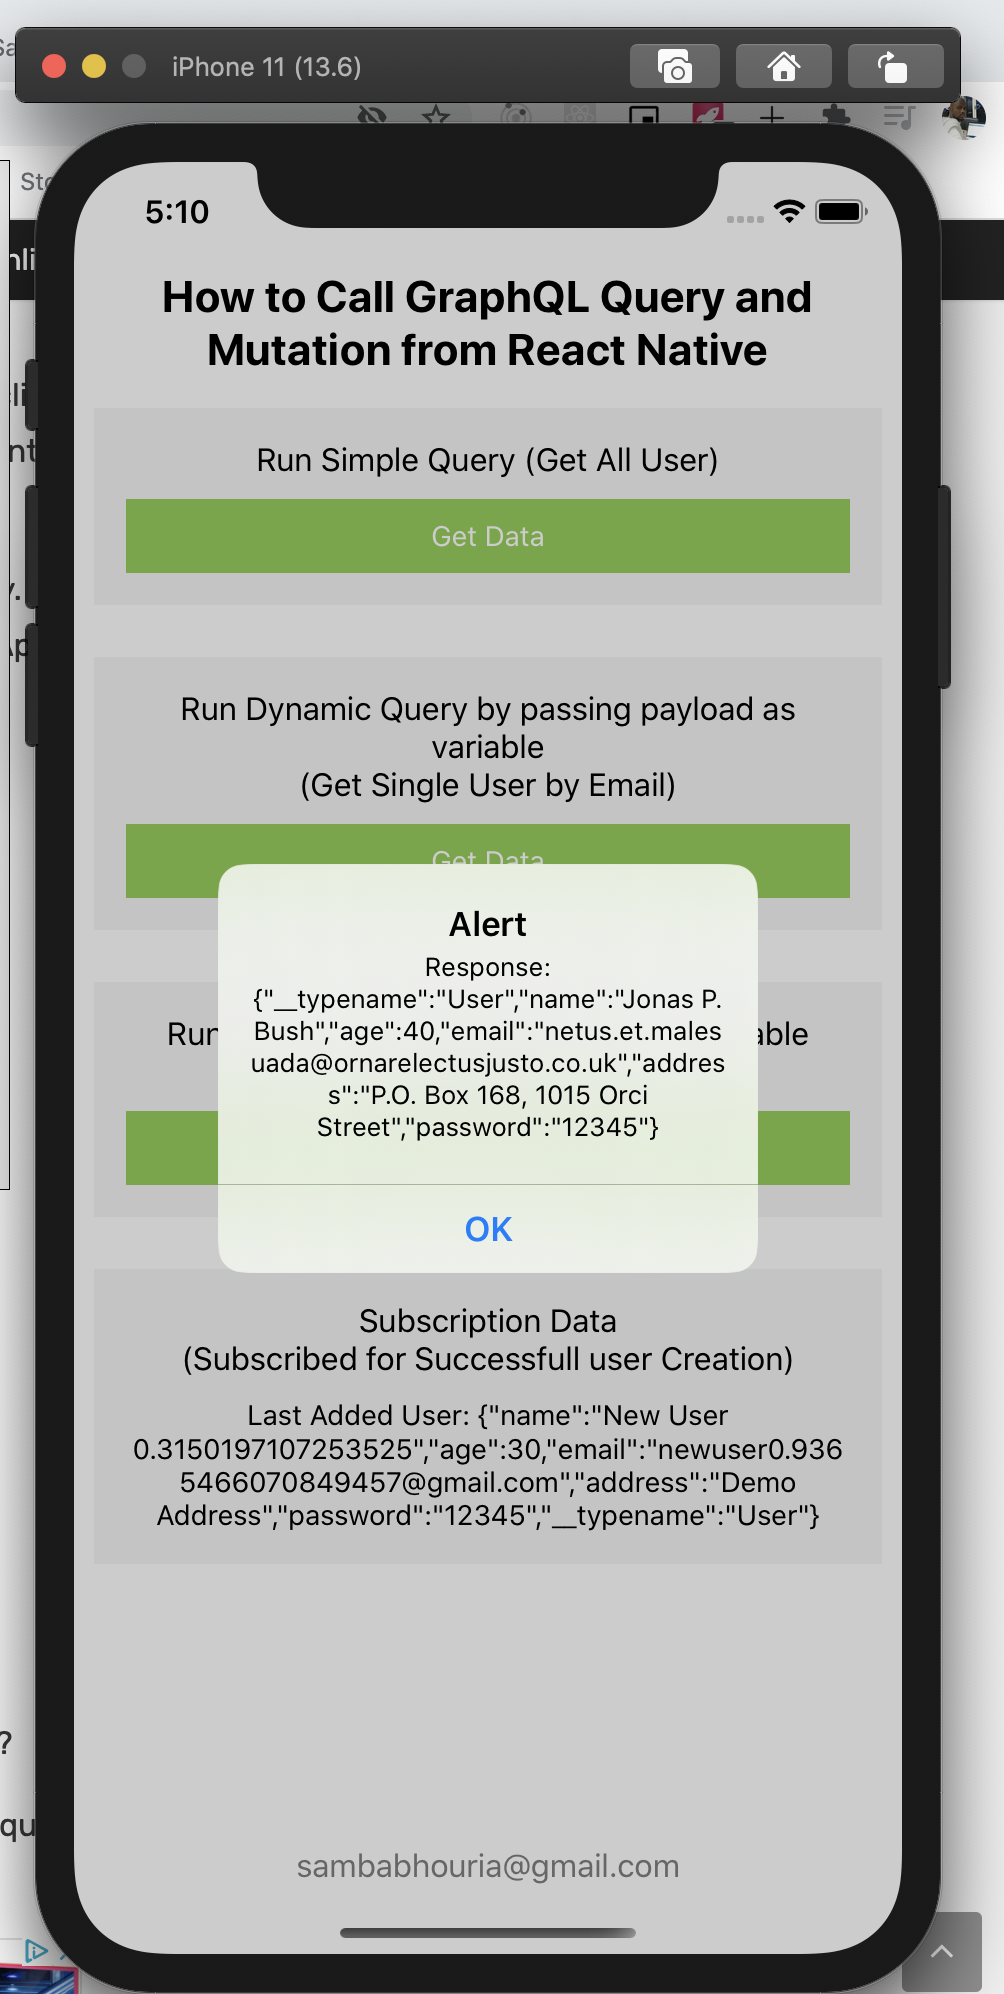 iPhone 11 (13.6)
5:10
How to Call GraphQL Query and
Mutation from React Native
Run Simple Query (Get All User)
Get Data
Run Dynamic Query by passing payload as
variable
(Get Single User by Email)
Get Data
Run
able
Alert
Response:
{"__typename":"User","name":"Jonas P.
Bush","age":40,"email":"netus.et.males
uada@ornarelectusjusto.co.uk","addres
s":"P.O. Box 168, 1015 Orci
Street","password":"12345"}
OK
Subscription Data
(Subscribed for Successfull user Creation)
Last Added User: {"name":"New User
0.3150197107253525","age":30,"email":"newuser0.936
5466070849457@gmail.com","address":"Demo
Address","password":"12345","__typename":"User"}
sambabhouria@gmail.com